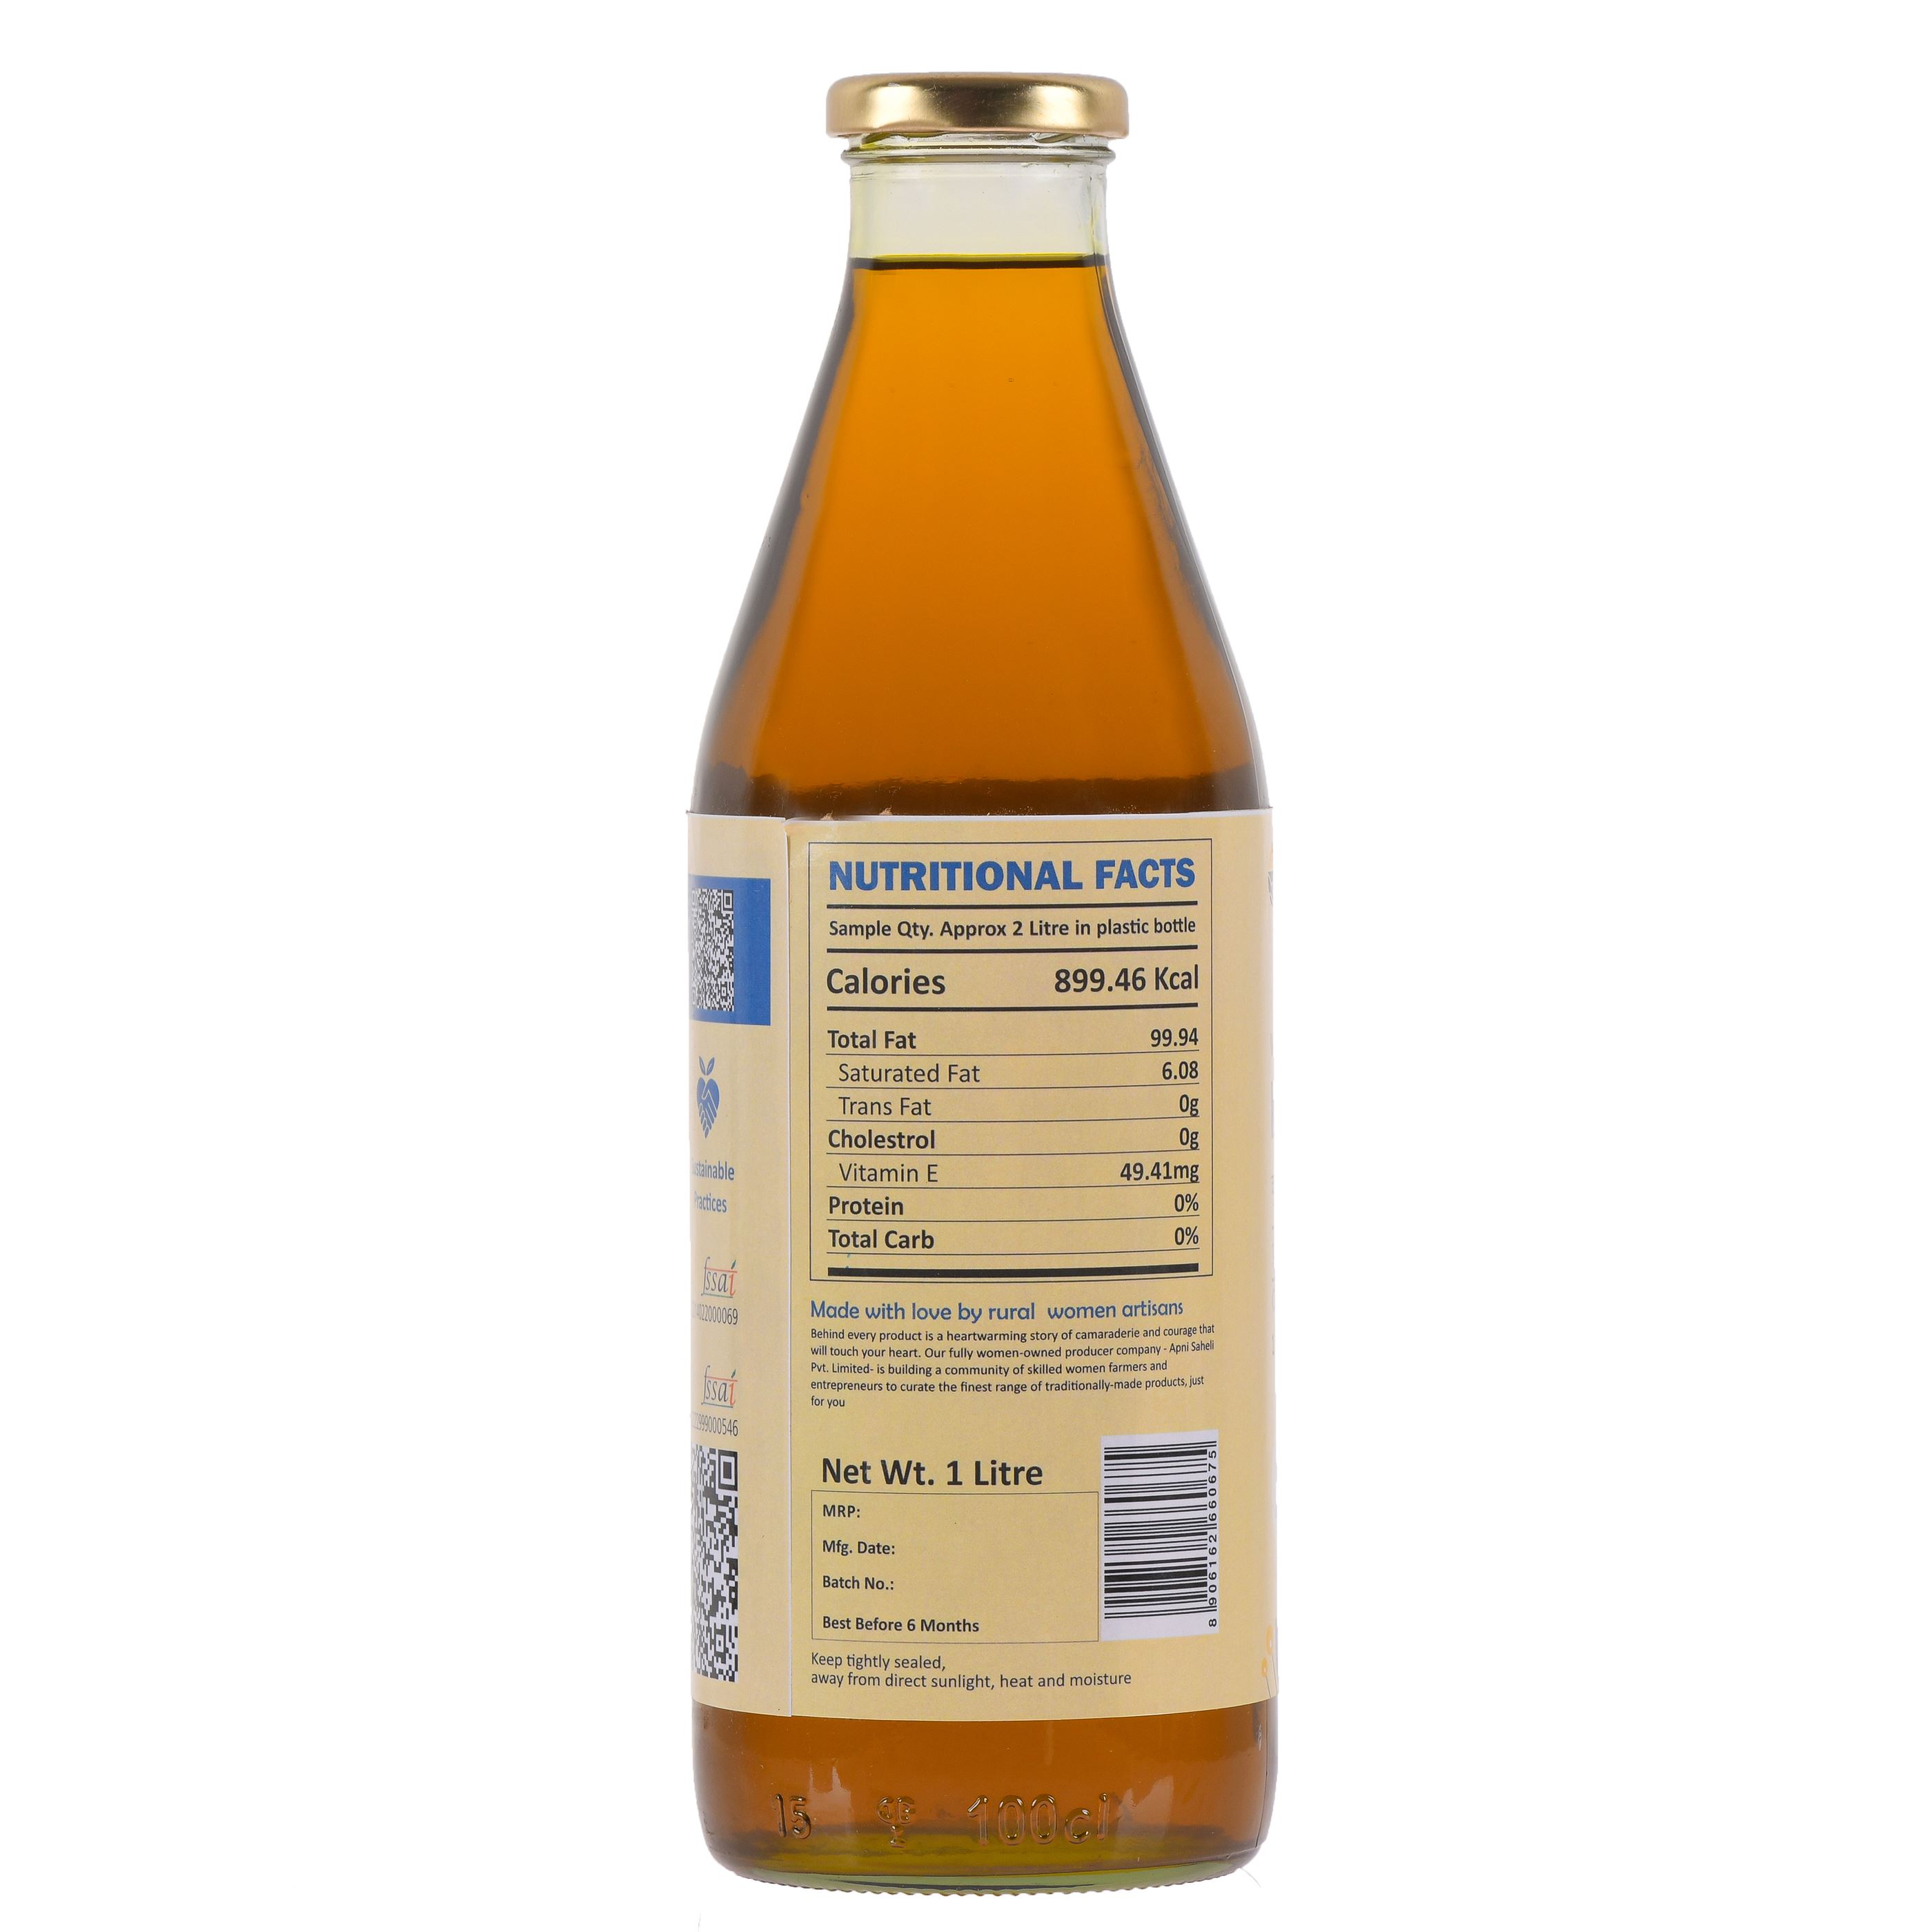 NUTRITIONAL FACTS
Sample Qty. Approx 2 Litre in plastic bottle
Calories 899.46 Kcal
Total Fat 99.94
Saturated Fat 6.08
Trans Fat 0g
Cholestrol 0g
Vitamin E 49.41mg
Protein 0%
Total Carb 0%
Made with love by rural women artisans
Behind every product is a heartwarming story of camaraderie and courage that
will touch your heart. Our fully women-owned producer company - Apni Saheli
Pvt. Limited- is building a community of skilled women farmers and
entrepreneurs to curate the finest range of traditionally-made products, just
for you
Net Wt. 1 Litre
MRP:
Mfg. Date:
Batch No.:
Best Before 6 Months
8 906162 660675
Keep tightly sealed,
away from direct sunlight, heat and moisture
stainable
ractices
fssai
022000069
fssai
999000546
15 100cl